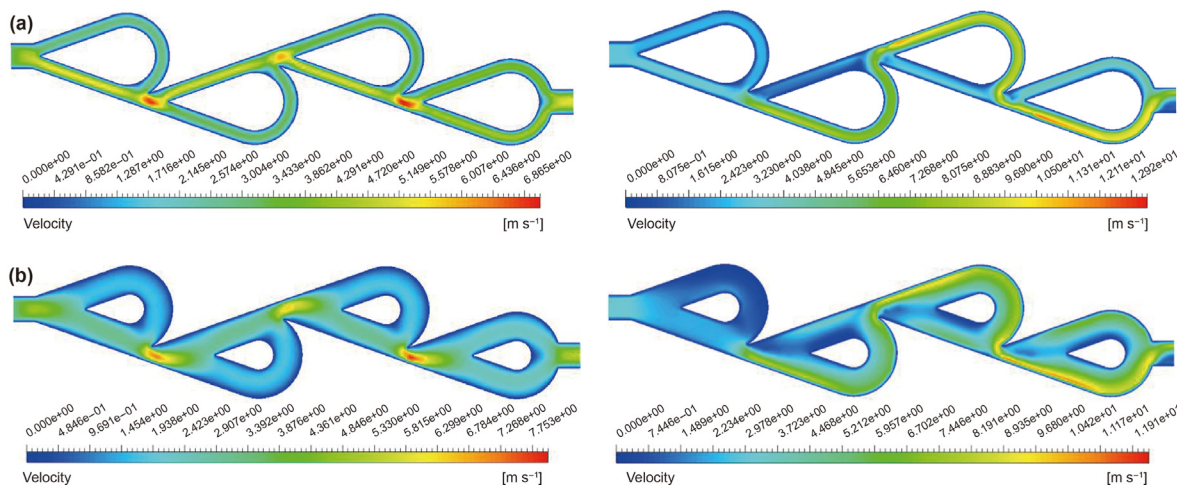 (a)
0.000e+00 4.291e−01 8.582e−01 1.287e+00 1.716e+00 2.145e+00 2.574e+00 3.004e+00 3.433e+00 3.862e+00 4.291e+00 4.720e+00 5.149e+00 5.578e+00 6.007e+00 6.436e+00 6.865e+00
Velocity [m s⁻¹]
0.000e+00 8.075e−01 1.615e+00 2.423e+00 3.230e+00 4.038e+00 4.845e+00 5.653e+00 6.460e+00 7.268e+00 8.075e+00 8.883e+00 9.690e+00 1.050e+01 1.131e+01 1.211e+01 1.292e+01
Velocity [m s⁻¹]
(b)
0.000e+00 4.846e−01 9.691e−01 1.454e+00 1.938e+00 2.423e+00 2.907e+00 3.392e+00 3.876e+00 4.361e+00 4.846e+00 5.330e+00 5.815e+00 6.299e+00 6.784e+00 7.268e+00 7.753e+00
Velocity [m s⁻¹]
0.000e+00 7.446e−01 1.489e+00 2.234e+00 2.978e+00 3.723e+00 4.468e+00 5.212e+00 5.957e+00 6.702e+00 7.446e+00 8.191e+00 8.935e+00 9.680e+00 1.042e+01 1.117e+01 1.191e+01
Velocity [m s⁻¹]